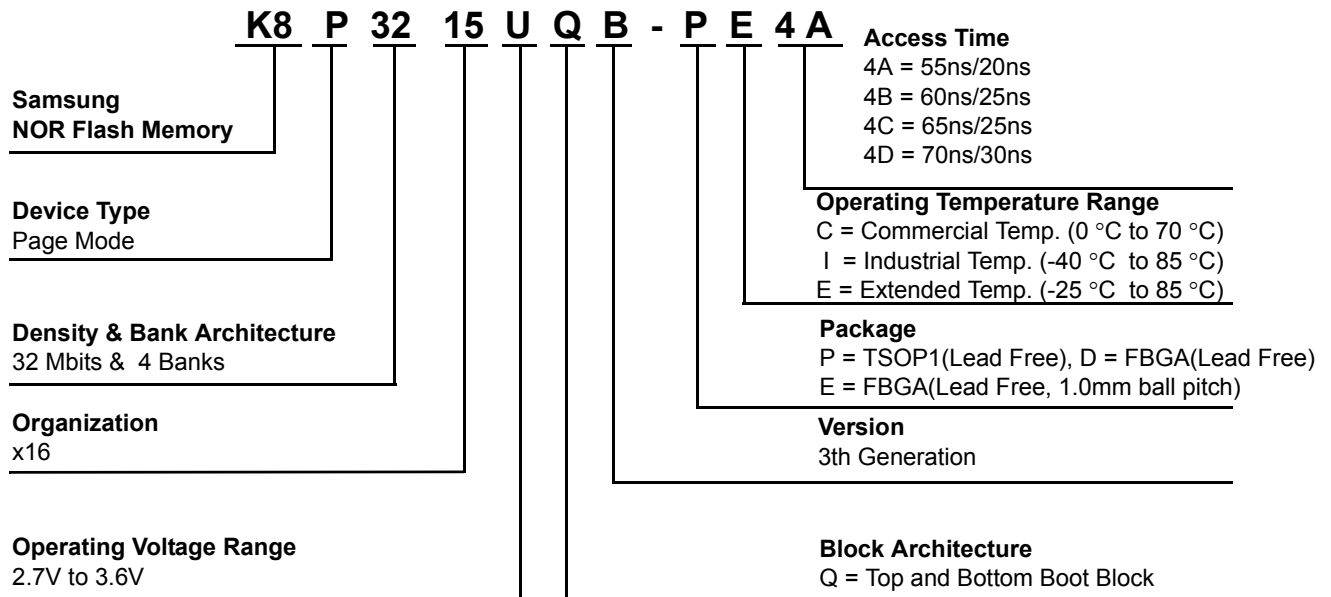 K8 P 32 15 U Q B - P E 4 A
Samsung
NOR Flash Memory
Device Type
Page Mode
Density & Bank Architecture
32 Mbits & 4 Banks
Organization
x16
Operating Voltage Range
2.7V to 3.6V
Access Time
4A = 55ns/20ns
4B = 60ns/25ns
4C = 65ns/25ns
4D = 70ns/30ns
Operating Temperature Range
C = Commercial Temp. (0 °C to 70 °C)
I = Industrial Temp. (-40 °C to 85 °C)
E = Extended Temp. (-25 °C to 85 °C)
Package
P = TSOP1(Lead Free), D = FBGA(Lead Free)
E = FBGA(Lead Free, 1.0mm ball pitch)
Version
3th Generation
Block Architecture
Q = Top and Bottom Boot Block